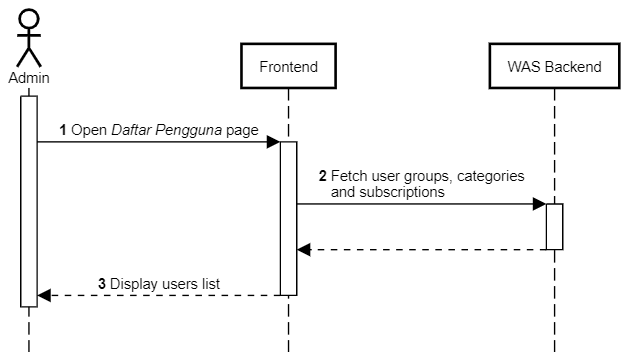 Admin
Frontend
WAS Backend
1 Open Daftar Pengguna page
2 Fetch user groups, categories
and subscriptions
3 Display users list